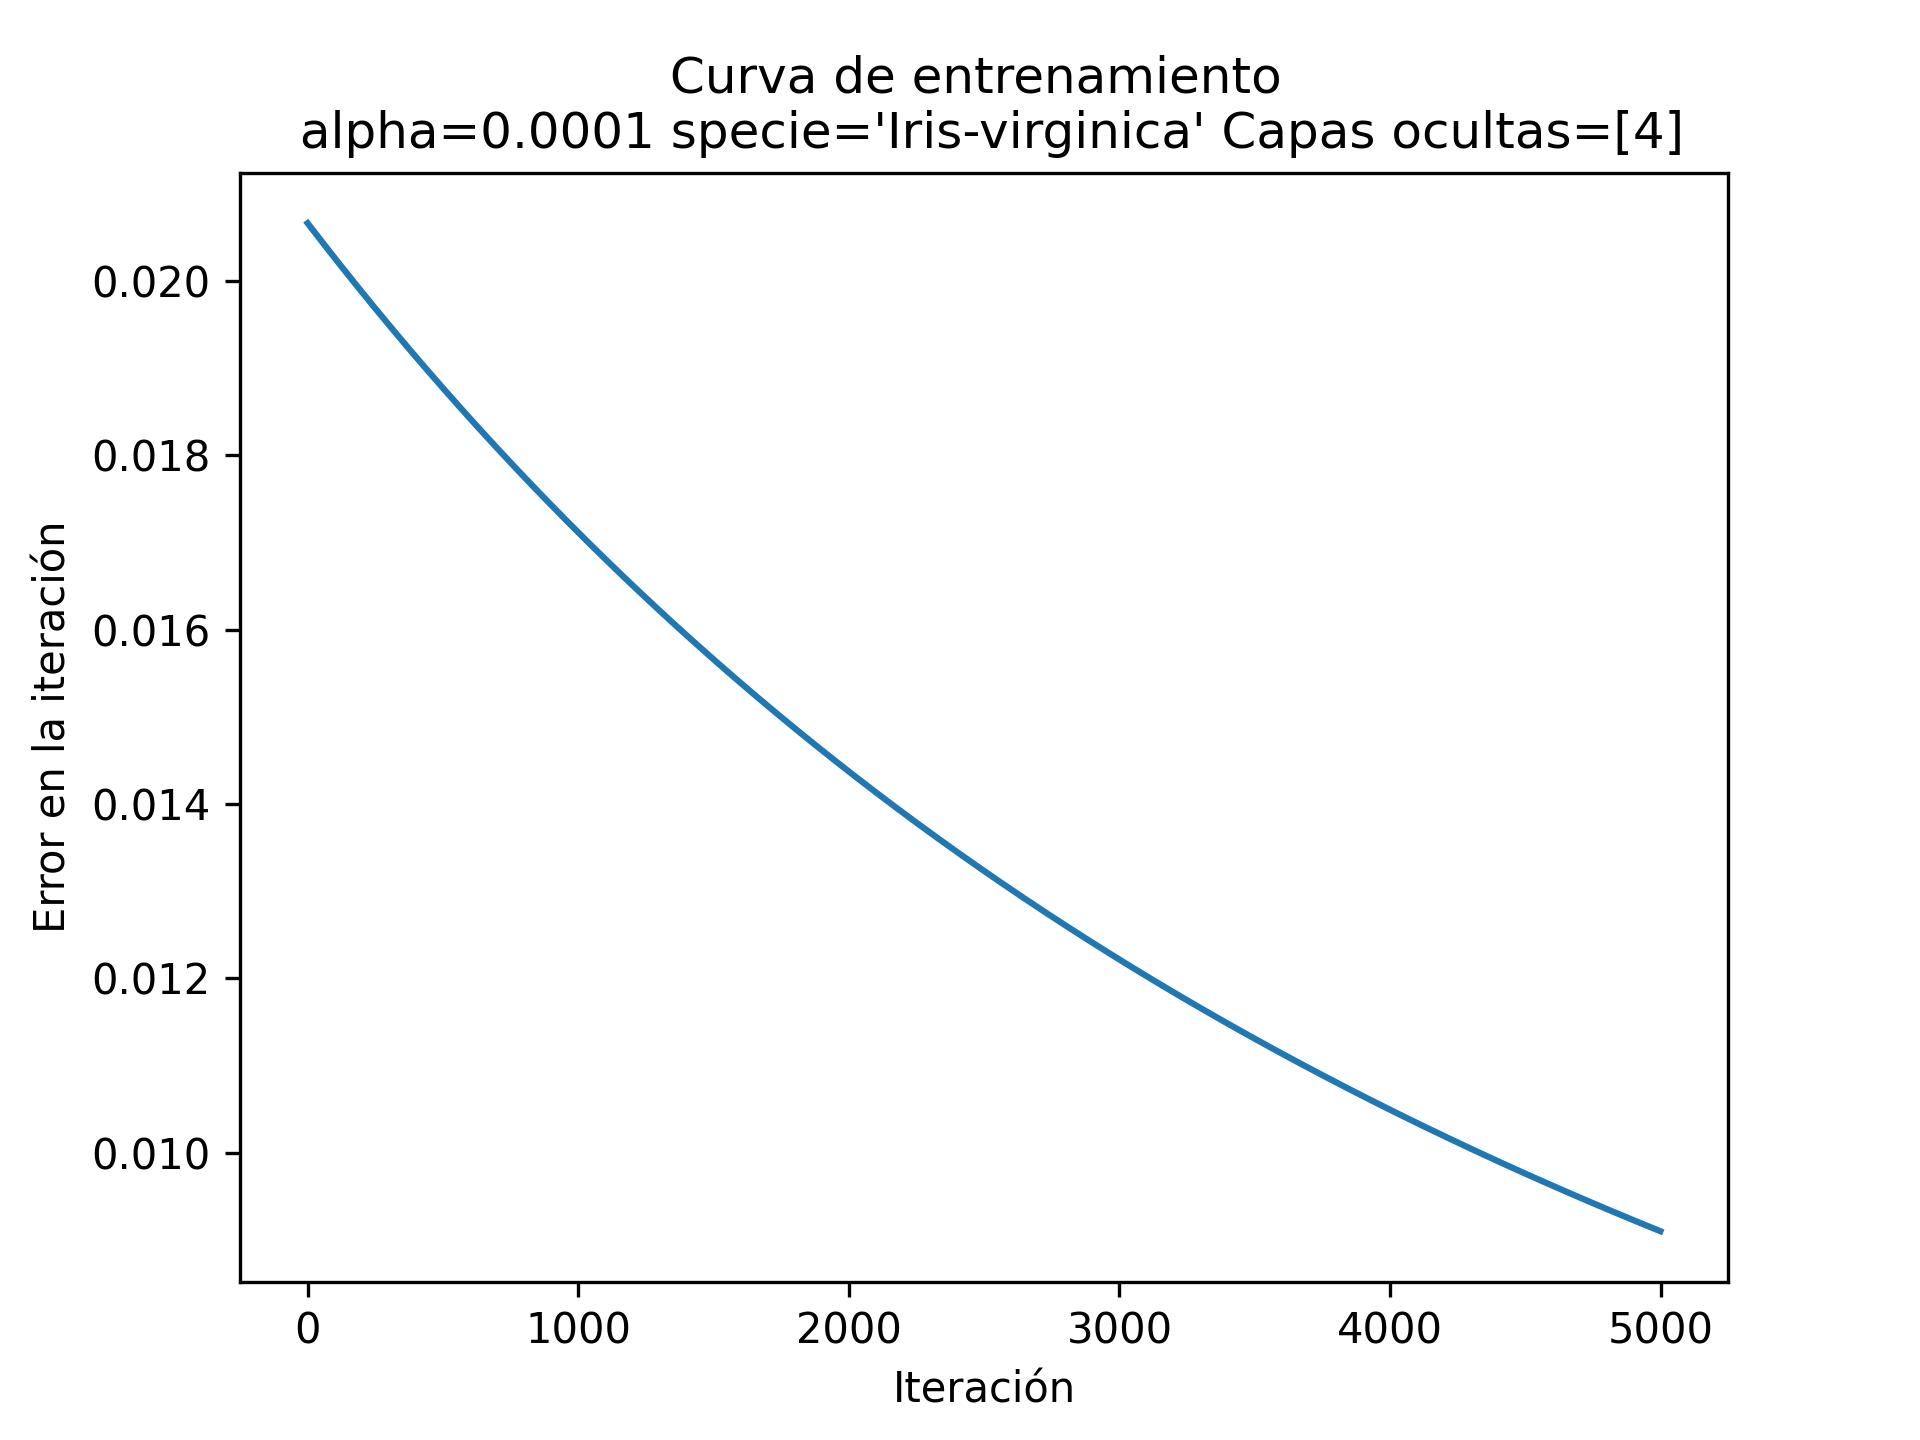 Curva de entrenamiento
alpha=0.0001 specie='Iris-virginica' Capas ocultas=[4]
Error en la iteración
0.020
0.018
0.016
0.014
0.012
0.010
0 1000 2000 3000 4000 5000
Iteración